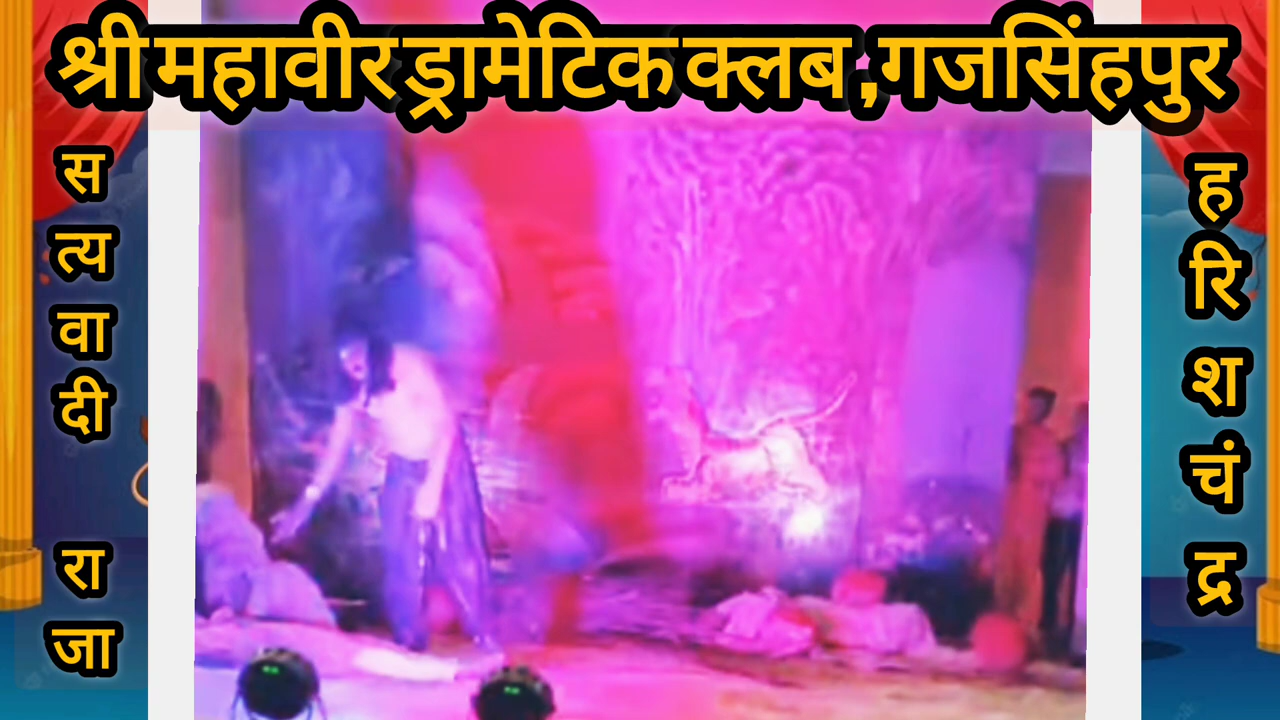 श्री महावीर ड्रामेटिक क्लब ,गजसिंहपुर
सत्यवादी राजा
हरिशचंद्र